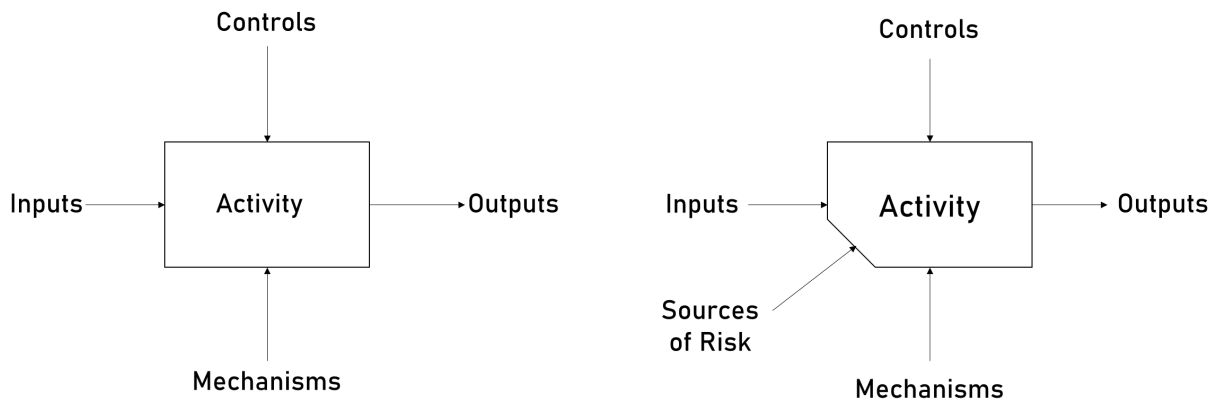 Controls
Inputs
Activity
Outputs
Mechanisms
Controls
Inputs
Activity
Outputs
Sources
of Risk
Mechanisms